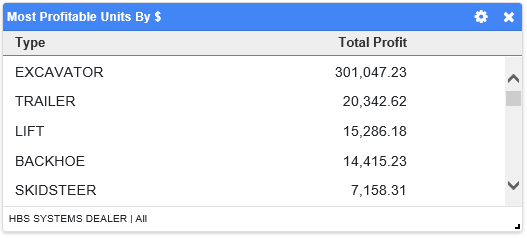 Most Profitable Units By $
Type Total Profit
EXCAVATOR 301,047.23
TRAILER 20,342.62
LIFT 15,286.18
BACKHOE 14,415.23
SKIDSTEER 7,158.31
HBS SYSTEMS DEALER | All